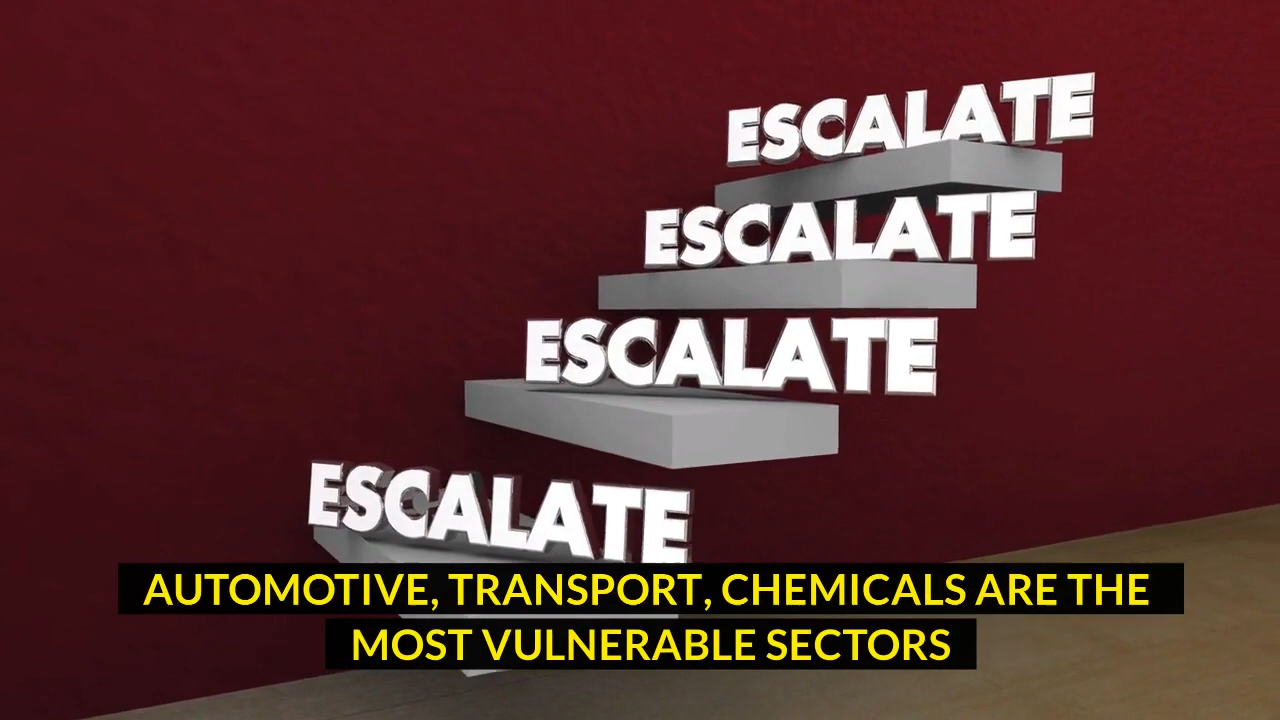 ESCALATE
ESCALATE
ESCALATE
ESCALATE
AUTOMOTIVE, TRANSPORT, CHEMICALS ARE THE
MOST VULNERABLE SECTORS